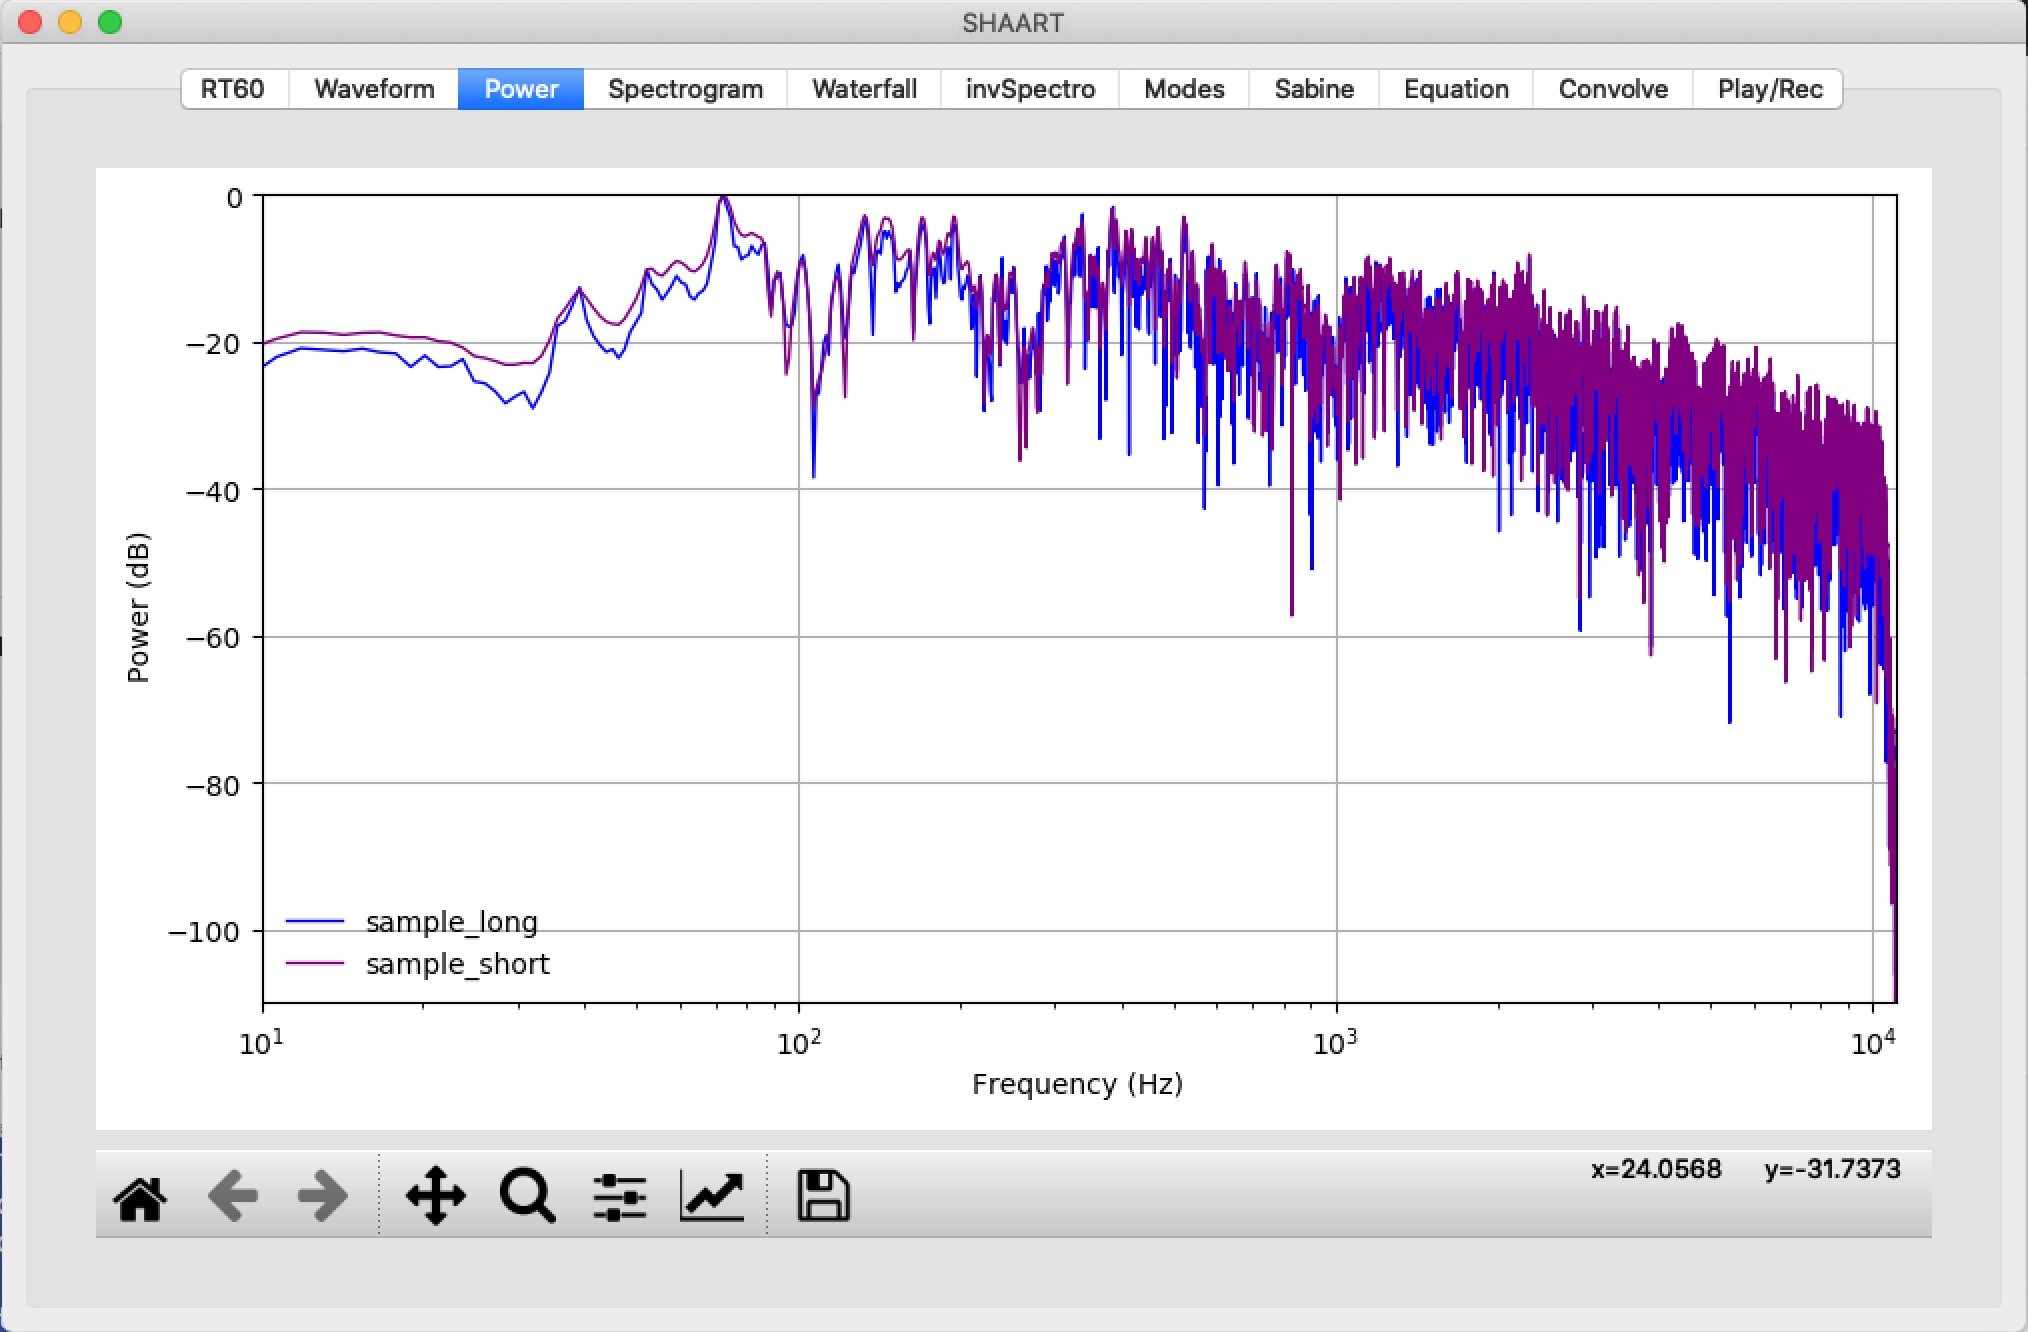 SHAART
RT60 Waveform Power Spectrogram Waterfall invSpectro Modes Sabine Equation Convolve Play/Rec
0
−20
−40
−60
−80
−100
Power (dB)
sample_long
sample_short
10¹ 10² 10³ 10⁴
Frequency (Hz)
x=24.0568 y=-31.7373